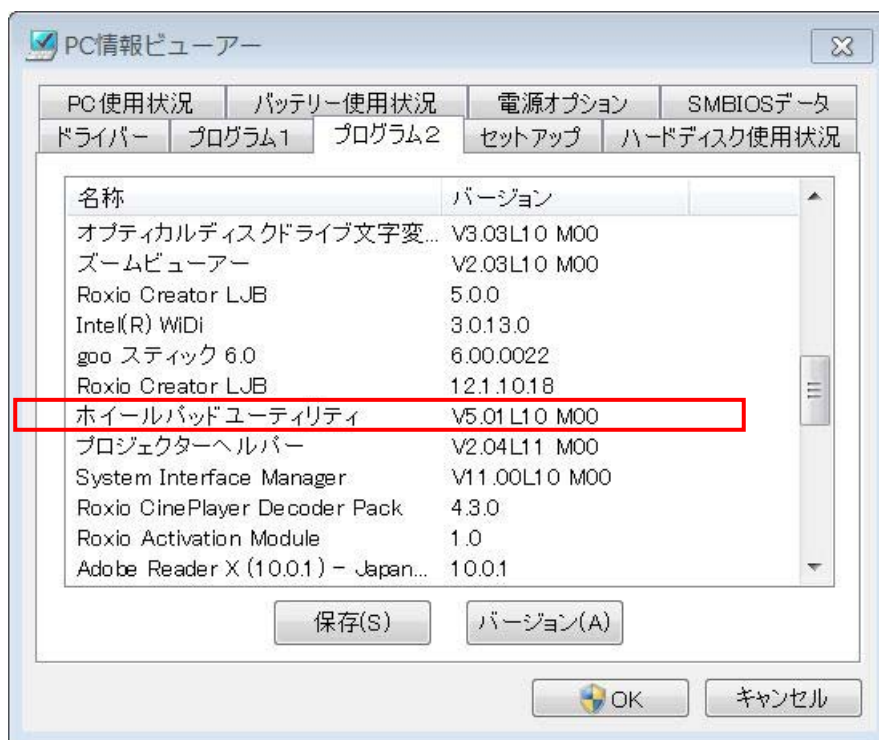 PC情報ビューアー
PC使用状況 バッテリー使用状況 電源オプション SMBIOSデータ
ドライバー プログラム1 プログラム2 セットアップ ハードディスク使用状況
名称 バージョン
オプティカルディスクドライブ文字変... V3.03L10 M00
ズームビューアー V2.03L10 M00
Roxio Creator LJB 5.0.0
Intel(R) WiDi 3.0.13.0
goo スティック 6.0 6.00.0022
Roxio Creator LJB 12.1.10.18
ホイールパッドユーティリティ V5.01L10 M00
プロジェクターヘルパー V2.04L11 M00
System Interface Manager V11.00L10 M00
Roxio CinePlayer Decoder Pack 4.3.0
Roxio Activation Module 1.0
Adobe Reader X (10.0.1) - Japan... 10.0.1
保存(S) バージョン(A)
OK キャンセル